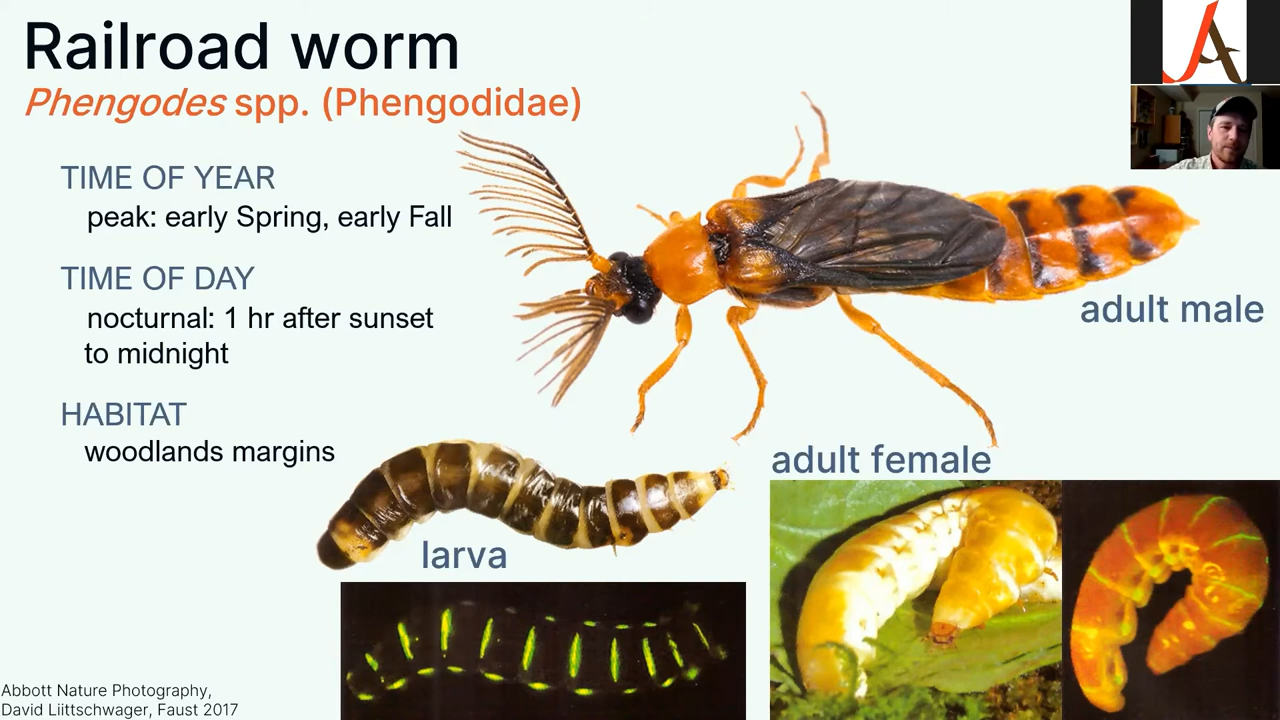 Railroad worm
Phengodes spp. (Phengodidae)
TIME OF YEAR
peak: early Spring, early Fall
TIME OF DAY
nocturnal: 1 hr after sunset
to midnight
HABITAT
woodlands margins
adult male
adult female
larva
Abbott Nature Photography,
David Liittschwager, Faust 2017